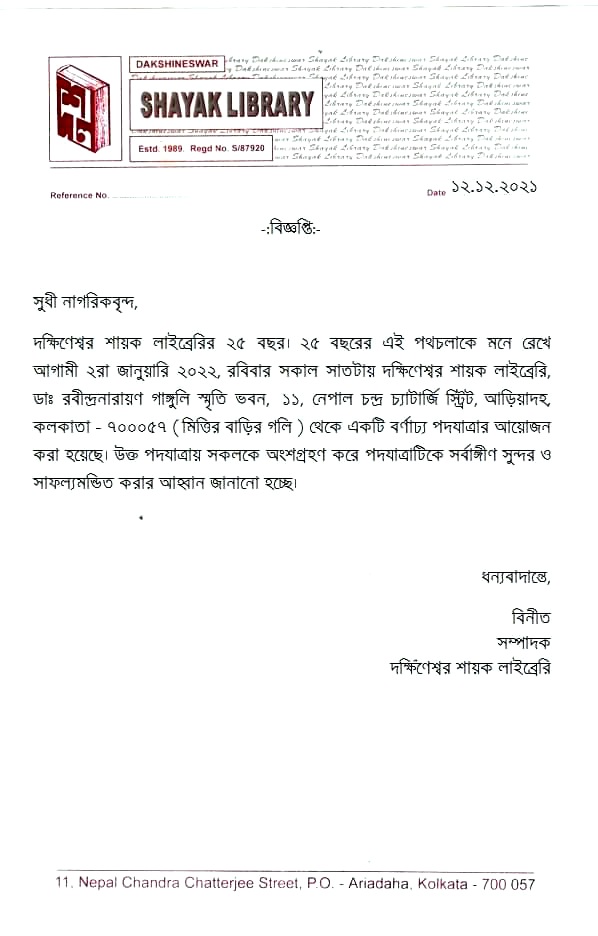 DAKSHINESWAR
SHAYAK LIBRARY
Estd. 1989. Regd No. S/87920
Reference No. ........................
Date ১২.১২.২০২১
-:বিজ্ঞপ্তি:-
সুধী নাগরিকবৃন্দ,
দক্ষিণেশ্বর শায়ক লাইব্রেরির ২৫ বছর। ২৫ বছরের এই পথচলাকে মনে রেখে
আগামী ২রা জানুয়ারি ২০২২, রবিবার সকাল সাতটায় দক্ষিণেশ্বর শায়ক লাইব্রেরি,
ডাঃ রবীন্দ্রনারায়ণ গাঙ্গুলি স্মৃতি ভবন, ১১, নেপাল চন্দ্র চ্যাটার্জি স্ট্রিট, আড়িয়াদহ,
কলকাতা - ৭০০০৫৭ ( মিত্তির বাড়ির গলি ) থেকে একটি বর্ণাঢ্য পদযাত্রার আয়োজন
করা হয়েছে। উক্ত পদযাত্রায় সকলকে অংশগ্রহণ করে পদযাত্রাটিকে সর্বাঙ্গীণ সুন্দর ও
সাফল্যমন্ডিত করার আহ্বান জানানো হচ্ছে।
ধন্যবাদান্তে,
বিনীত
সম্পাদক
দক্ষিণেশ্বর শায়ক লাইব্রেরি
11, Nepal Chandra Chatterjee Street, P.O. - Ariadaha, Kolkata - 700 057